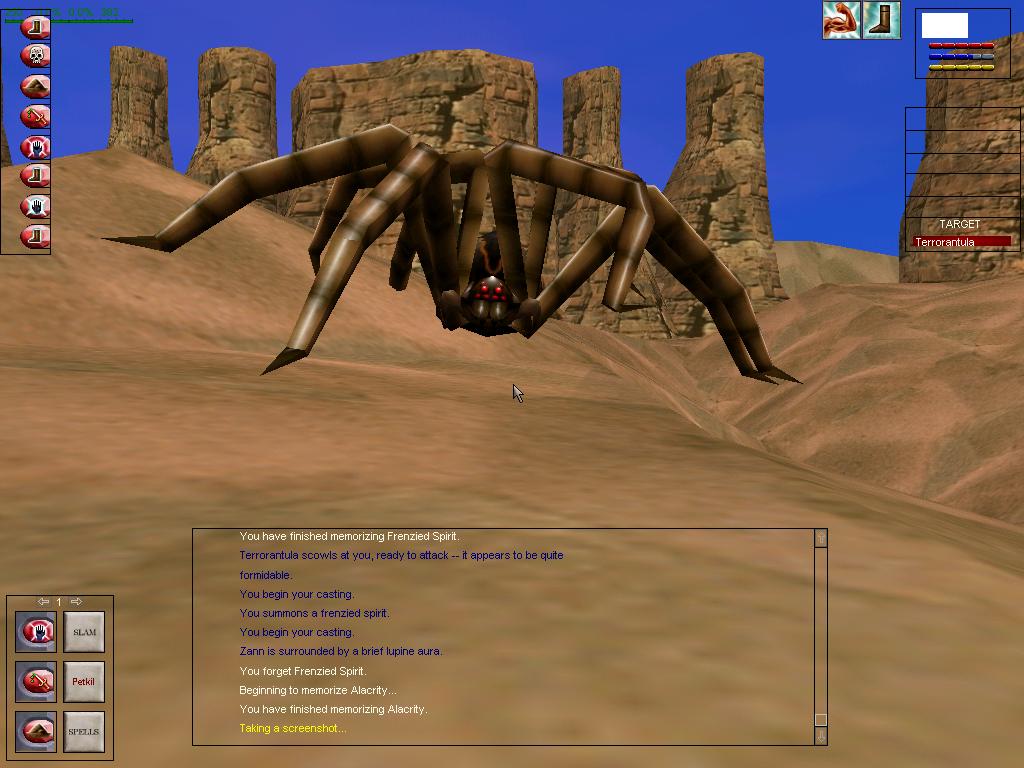 TARGET
Terrorantula
You have finished memorizing Frenzied Spirit.
Terrorantula scowls at you, ready to attack -- it appears to be quite
formidable.
You begin your casting.
You summons a frenzied spirit.
You begin your casting.
Zann is surrounded by a brief lupine aura.
You forget Frenzied Spirit.
Beginning to memorize Alacrity...
You have finished memorizing Alacrity.
Taking a screenshot...
1
SLAM
Petkil
SPELLS